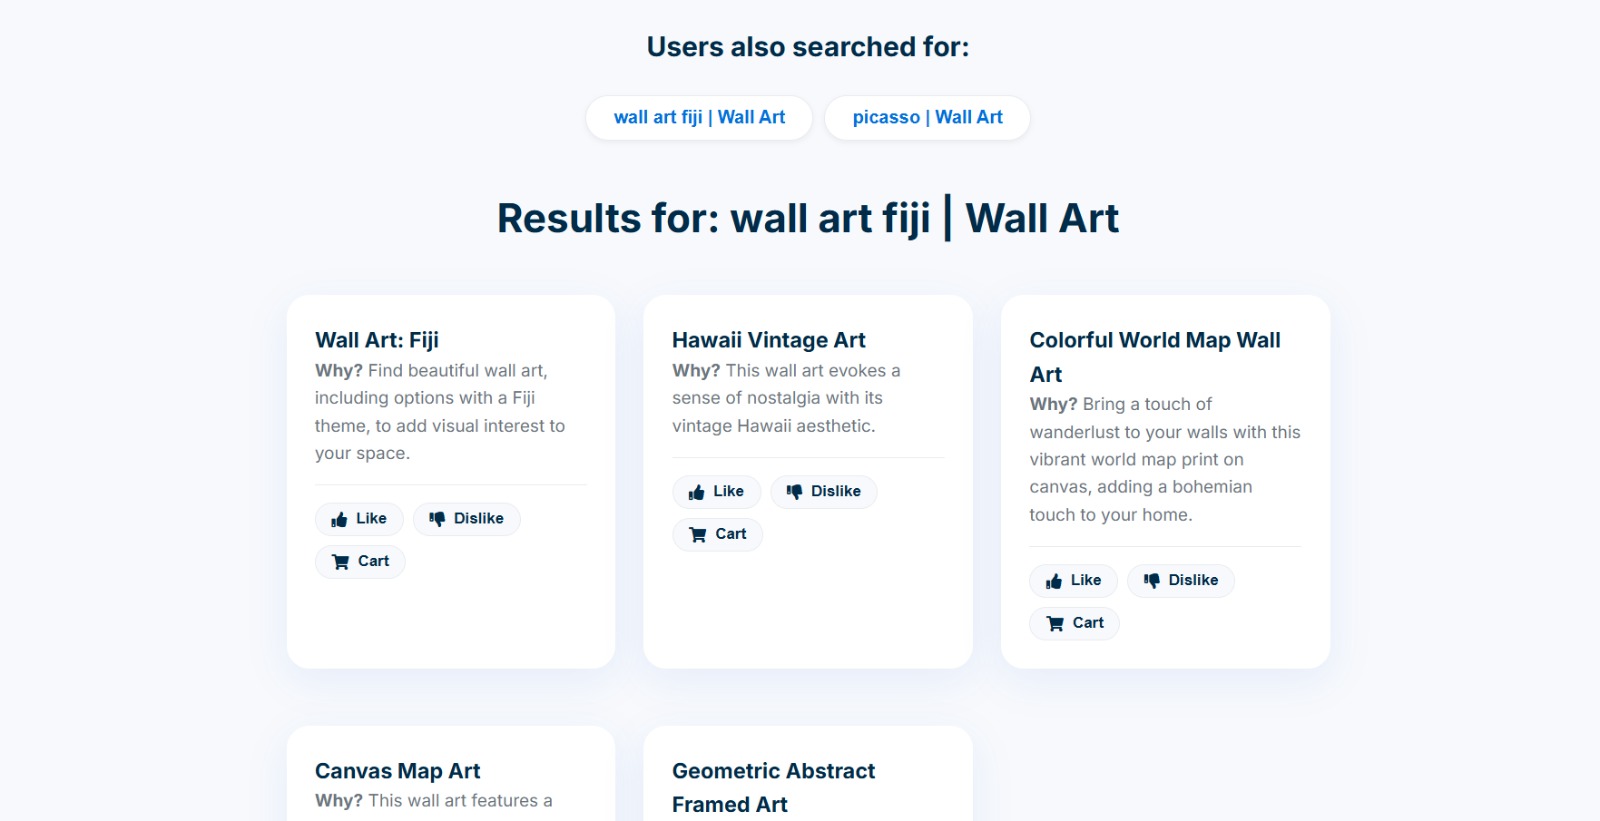 Users also searched for:
wall art fiji | Wall Art
picasso | Wall Art
Results for: wall art fiji | Wall Art
Wall Art: Fiji
Why? Find beautiful wall art,
including options with a Fiji
theme, to add visual interest to
your space.
Like
Dislike
Cart
Hawaii Vintage Art
Why? This wall art evokes a
sense of nostalgia with its
vintage Hawaii aesthetic.
Like
Dislike
Cart
Colorful World Map Wall
Art
Why? Bring a touch of
wanderlust to your walls with this
vibrant world map print on
canvas, adding a bohemian
touch to your home.
Like
Dislike
Cart
Canvas Map Art
Why? This wall art features a
Geometric Abstract
Framed Art